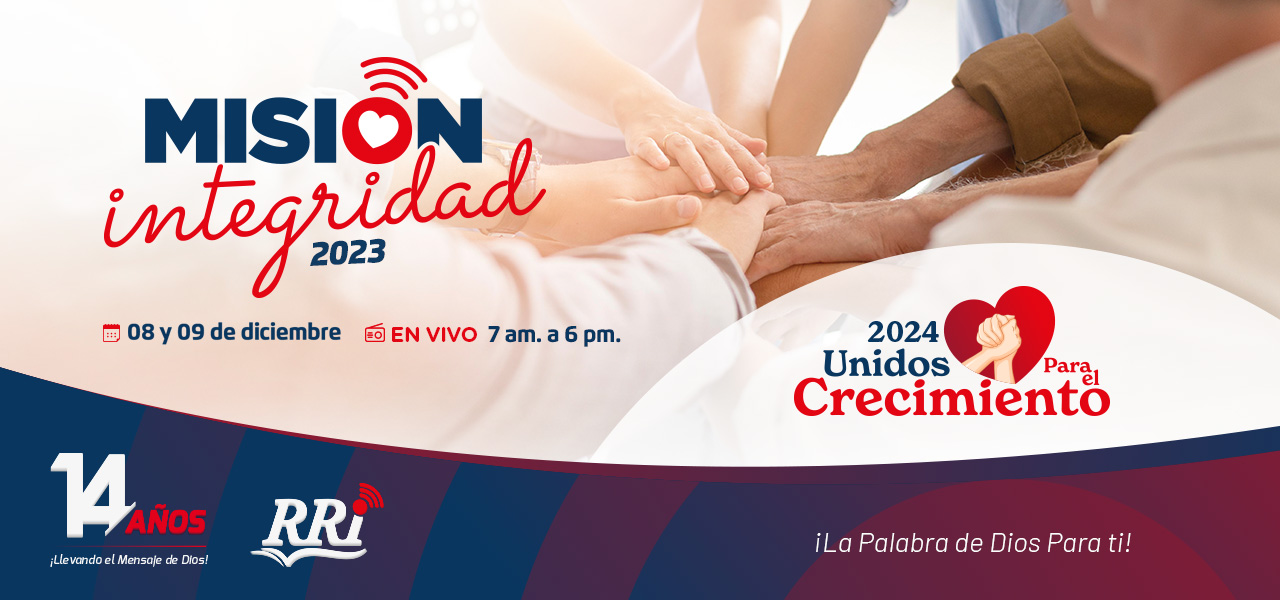 MISIÓN
integridad
2023
08 y 09 de diciembre
EN VIVO 7 am. a 6 pm.
2024
Unidos
Para el
Crecimiento
14 AÑOS
¡Llevando el Mensaje de Dios!
RRi
¡La Palabra de Dios Para ti!